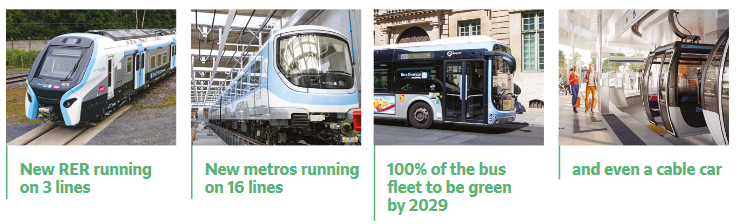 New RER running
on 3 lines
New metros running
on 16 lines
100% of the bus
fleet to be green
by 2029
and even a cable car